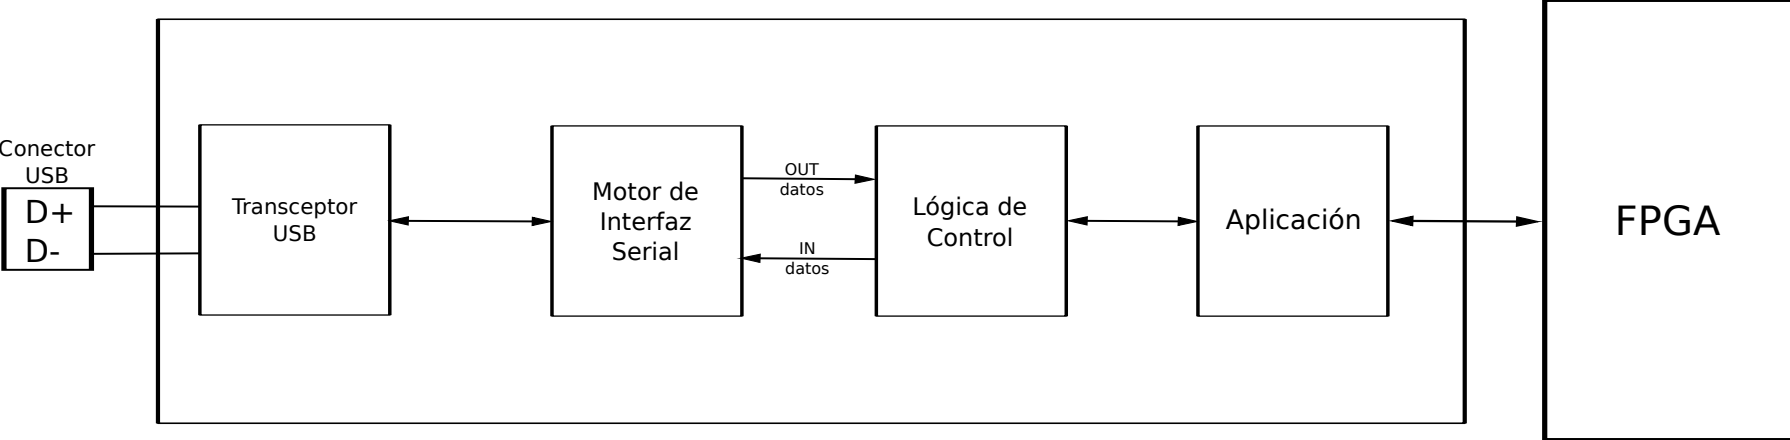 Conector
USB
D+
D-
Transceptor
USB
Motor de
Interfaz
Serial
OUT
datos
IN
datos
Lógica de
Control
Aplicación
FPGA